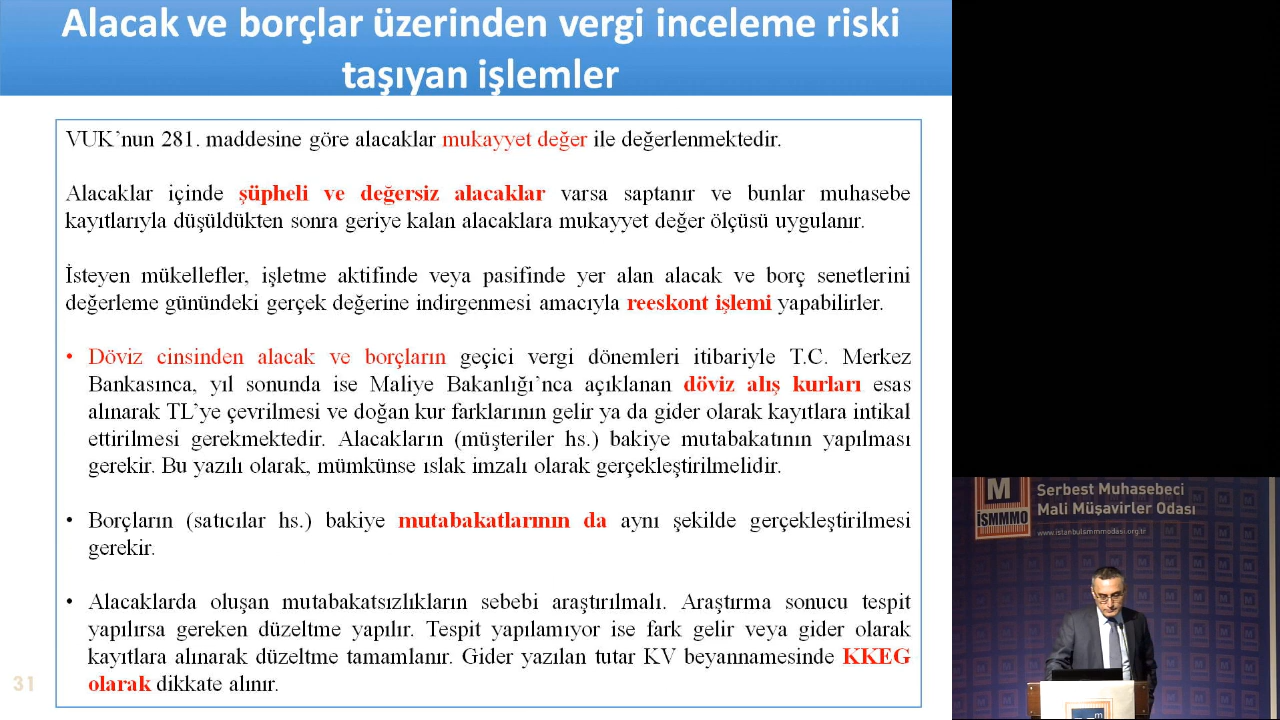 Alacak ve borçlar üzerinden vergi inceleme riski
taşıyan işlemler
VUK’nun 281. maddesine göre alacaklar mukayyet değer ile değerlenmektedir.
Alacaklar içinde şüpheli ve değersiz alacaklar varsa saptanır ve bunlar muhasebe
kayıtlarıyla düşüldükten sonra geriye kalan alacaklara mukayyet değer ölçüsü uygulanır.
İsteyen mükellefler, işletme aktifinde veya pasifinde yer alan alacak ve borç senetlerini
değerleme günündeki gerçek değerine indirgenmesi amacıyla reeskont işlemi yapabilirler.
• Döviz cinsinden alacak ve borçların geçici vergi dönemleri itibariyle T.C. Merkez
Bankasınca, yıl sonunda ise Maliye Bakanlığı’nca açıklanan döviz alış kurları esas
alınarak TL’ye çevrilmesi ve doğan kur farklarının gelir ya da gider olarak kayıtlara intikal
ettirilmesi gerekmektedir. Alacakların (müşteriler hs.) bakiye mutabakatının yapılması
gerekir. Bu yazılı olarak, mümkünse ıslak imzalı olarak gerçekleştirilmelidir.
• Borçların (satıcılar hs.) bakiye mutabakatlarının da aynı şekilde gerçekleştirilmesi
gerekir.
• Alacaklarda oluşan mutabakatsızlıkların sebebi araştırılmalı. Araştırma sonucu tespit
yapılırsa gereken düzeltme yapılır. Tespit yapılamıyor ise fark gelir veya gider olarak
kayıtlara alınarak düzeltme tamamlanır. Gider yazılan tutar KV beyannamesinde KKEG
olarak dikkate alınır.
31
M
İSMMMO
Serbest Muhasebeci
Mali Müşavirler Odası
www.istanbulsmmmodasi.org.tr